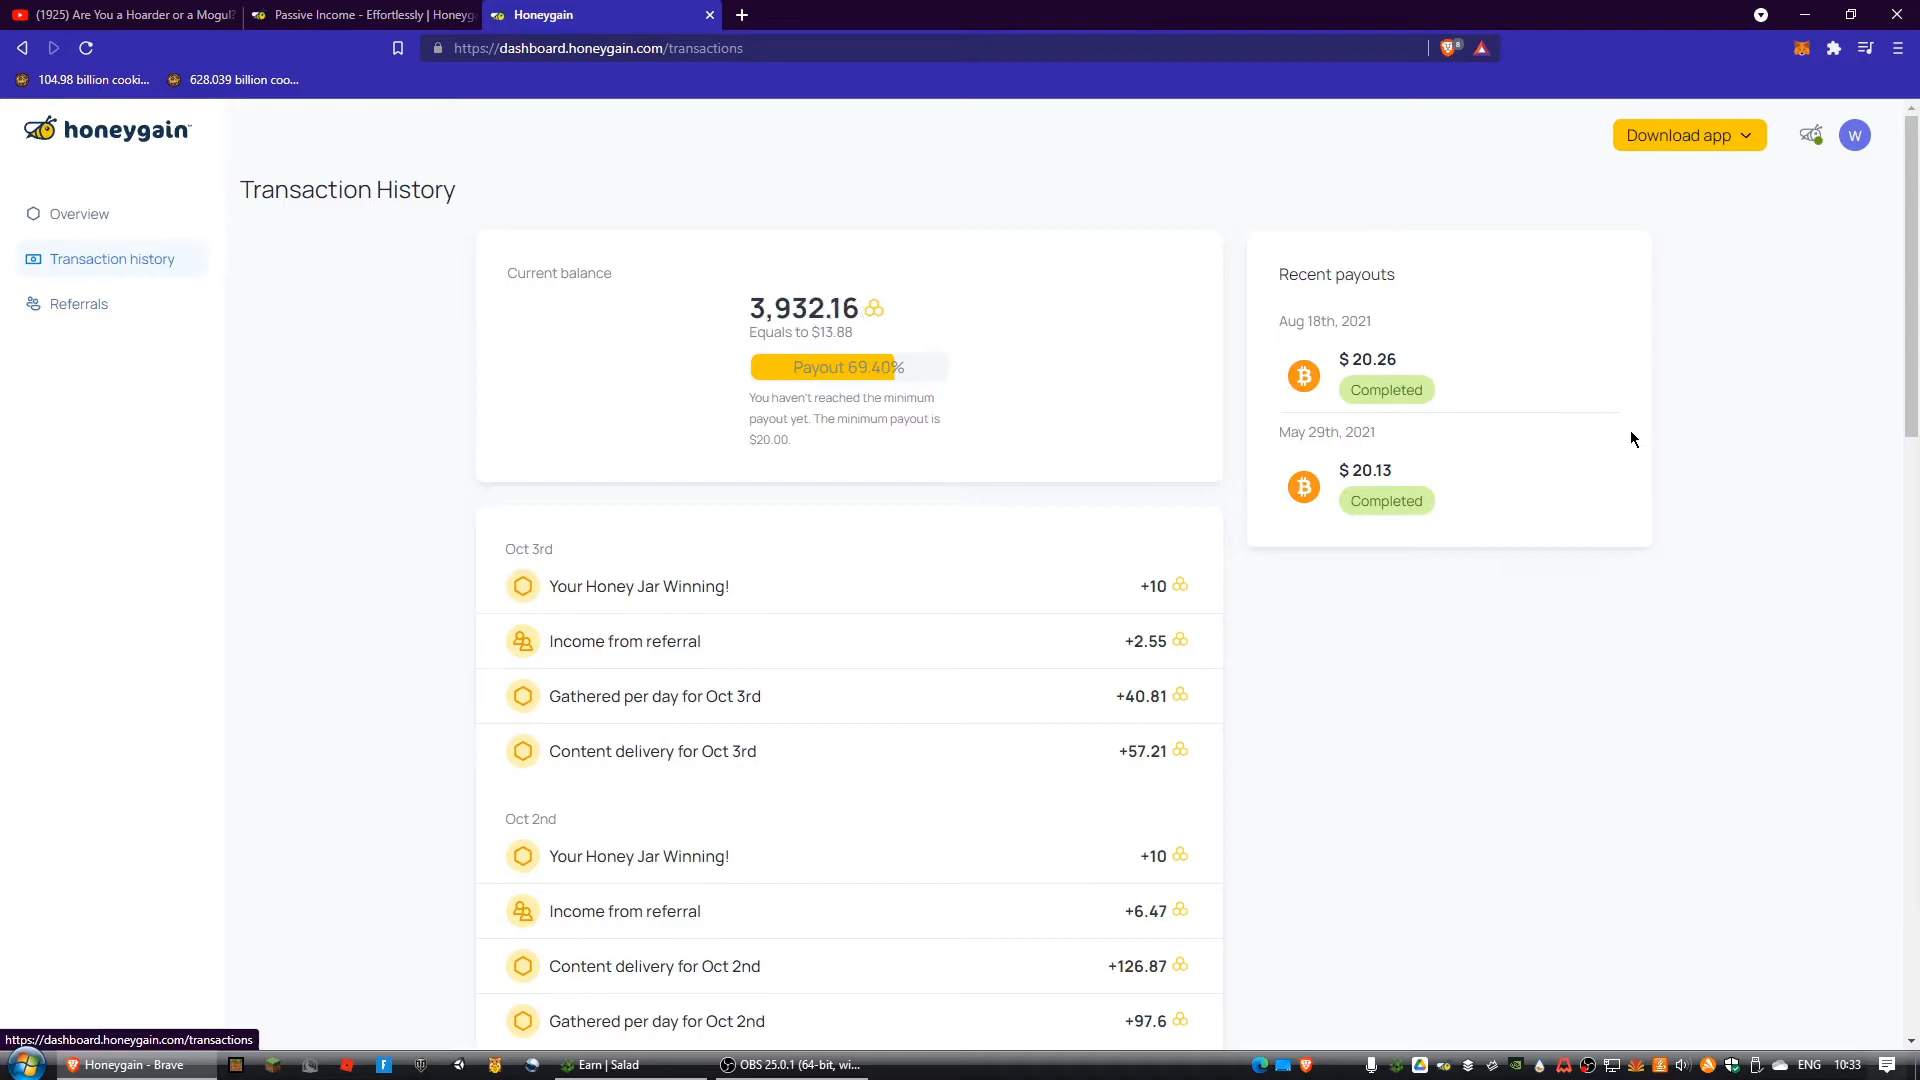 (1925) Are You a Hoarder or a Mogul?
Passive Income - Effortlessly | Honeyg
Honeygain
https://dashboard.honeygain.com/transactions
8
104.98 billion cooki...
628.039 billion coo...
honeygain
Download app
W
Overview
Transaction history
Referrals
Transaction History
Current balance
3,932.16
Equals to $13.88
Payout 69.40%
You haven't reached the minimum
payout yet. The minimum payout is
$20.00.
Recent payouts
Aug 18th, 2021
$ 20.26
Completed
May 29th, 2021
$ 20.13
Completed
Oct 3rd
Your Honey Jar Winning! +10
Income from referral +2.55
Gathered per day for Oct 3rd +40.81
Content delivery for Oct 3rd +57.21
Oct 2nd
Your Honey Jar Winning! +10
Income from referral +6.47
Content delivery for Oct 2nd +126.87
Gathered per day for Oct 2nd +97.6
https://dashboard.honeygain.com/transactions
Honeygain - Brave
Earn | Salad
OBS 25.0.1 (64-bit, wi...
ENG
10:33